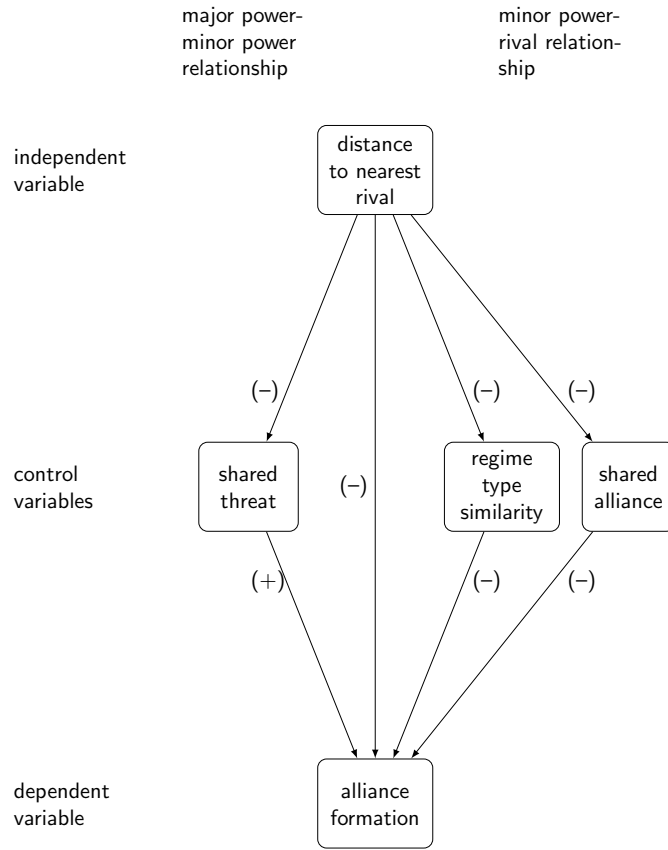 major power-
minor power
relationship
minor power-
rival relation-
ship
independent
variable
distance
to nearest
rival
(–)
(–)
(–)
control
variables
shared
threat
(–)
regime
type
similarity
shared
alliance
(+)
(–)
(–)
dependent
variable
alliance
formation